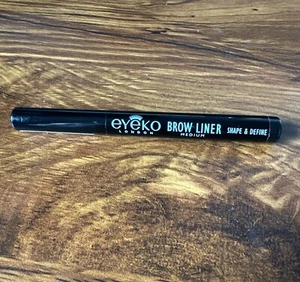 eyeko BROW LINER SHAPE & DEFINE
LONDON MEDIUM